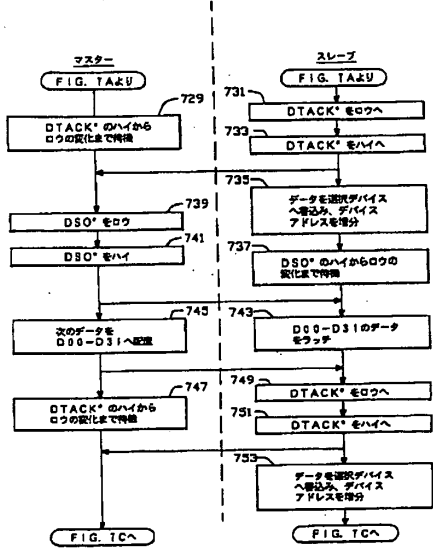 マスター
FIG. 7Aより
729
DTACK*のハイから
ロウの変化まで待機
739
DS0*をロウ
741
DS0*をハイ
745
次のデータを
D00-D31へ配置
747
DTACK*のハイから
ロウの変化まで待機
FIG. 7Cへ
スレーブ
FIG. 7Aより
731
DTACK*をロウへ
733
DTACK*をハイへ
735
データを選択デバイス
へ書込み、デバイス
アドレスを増分
737
DS0*のハイからロウの
変化まで待機
743
D00-D31のデータ
をラッチ
749
DTACK*をロウへ
751
DTACK*をハイへ
753
データを選択デバイス
へ書込み、デバイス
アドレスを増分
FIG. 7Cへ